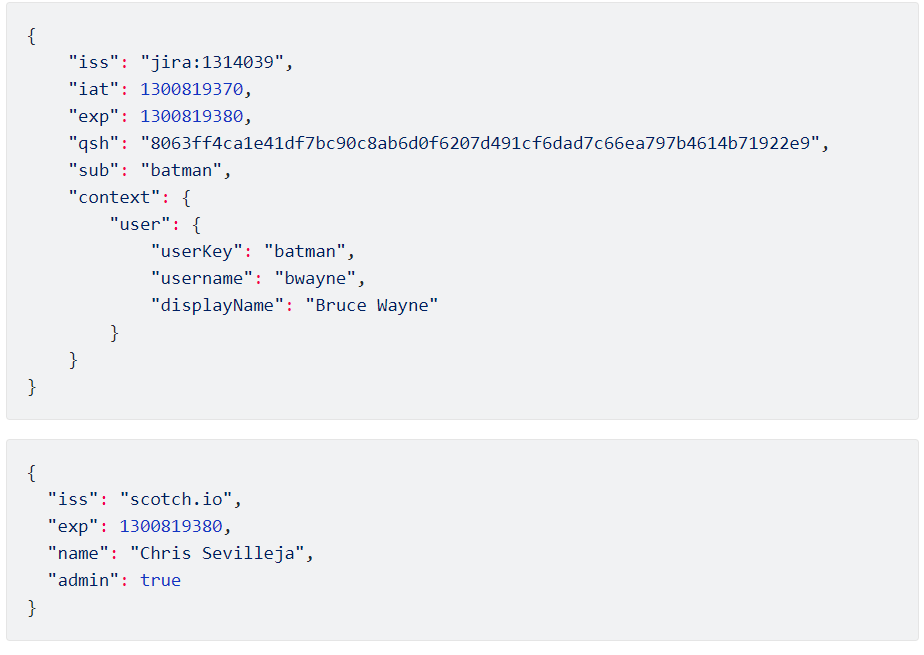 {
    "iss": "jira:1314039",
    "iat": 1300819370,
    "exp": 1300819380,
    "qsh": "8063ff4ca1e41df7bc90c8ab6d0f6207d491cf6dad7c66ea797b4614b71922e9",
    "sub": "batman",
    "context": {
        "user": {
            "userKey": "batman",
            "username": "bwayne",
            "displayName": "Bruce Wayne"
        }
    }
}
{
  "iss": "scotch.io",
  "exp": 1300819380,
  "name": "Chris Sevilleja",
  "admin": true
}